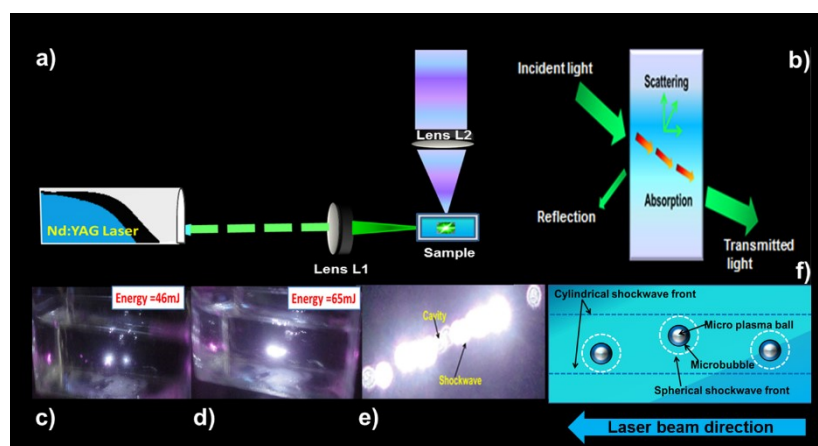 a)
Nd:YAG Laser
Lens L1
Lens L2
Sample
b)
Incident light
Scattering
Absorption
Reflection
Transmitted
light
Energy =46mJ
c)
Energy =65mJ
d)
Cavity
Shockwave
e)
f)
Cylindrical shockwave front
Micro plasma ball
Microbubble
Spherical shockwave front
Laser beam direction